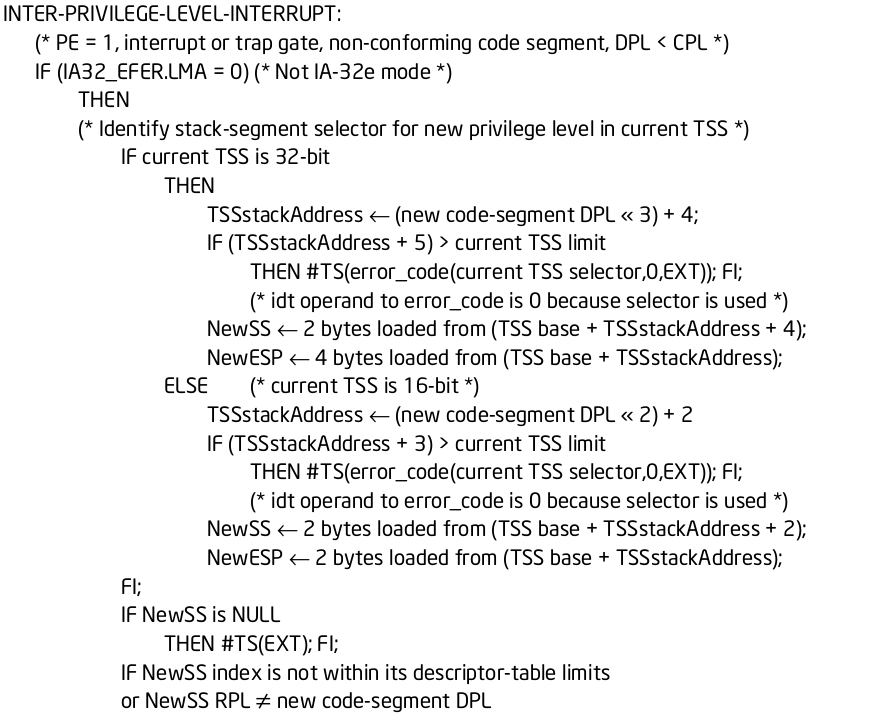 INTER-PRIVILEGE-LEVEL-INTERRUPT:
(* PE = 1, interrupt or trap gate, non-conforming code segment, DPL < CPL *)
IF (IA32_EFER.LMA = 0) (* Not IA-32e mode *)
THEN
(* Identify stack-segment selector for new privilege level in current TSS *)
IF current TSS is 32-bit
THEN
TSSstackAddress ← (new code-segment DPL « 3) + 4;
IF (TSSstackAddress + 5) > current TSS limit
THEN #TS(error_code(current TSS selector,0,EXT)); FI;
(* idt operand to error_code is 0 because selector is used *)
NewSS ← 2 bytes loaded from (TSS base + TSSstackAddress + 4);
NewESP ← 4 bytes loaded from (TSS base + TSSstackAddress);
ELSE (* current TSS is 16-bit *)
TSSstackAddress ← (new code-segment DPL « 2) + 2
IF (TSSstackAddress + 3) > current TSS limit
THEN #TS(error_code(current TSS selector,0,EXT)); FI;
(* idt operand to error_code is 0 because selector is used *)
NewSS ← 2 bytes loaded from (TSS base + TSSstackAddress + 2);
NewESP ← 2 bytes loaded from (TSS base + TSSstackAddress);
FI;
IF NewSS is NULL
THEN #TS(EXT); FI;
IF NewSS index is not within its descriptor-table limits
or NewSS RPL ≠ new code-segment DPL